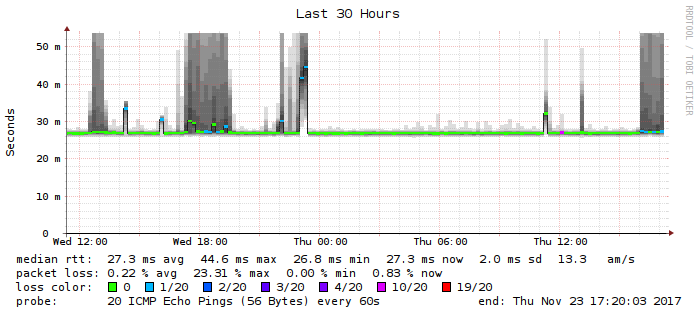 Last 30 Hours
RRDTOOL / TOBI OETIKER
Seconds
50 m
40 m
30 m
20 m
10 m
0
Wed 12:00 Wed 18:00 Thu 00:00 Thu 06:00 Thu 12:00
median rtt: 27.3 ms avg 44.6 ms max 26.8 ms min 27.3 ms now 2.0 ms sd 13.3 am/s
packet loss: 0.22 % avg 23.31 % max 0.00 % min 0.83 % now
loss color: 0 1/20 2/20 3/20 4/20 10/20 19/20
probe: 20 ICMP Echo Pings (56 Bytes) every 60s end: Thu Nov 23 17:20:03 2017